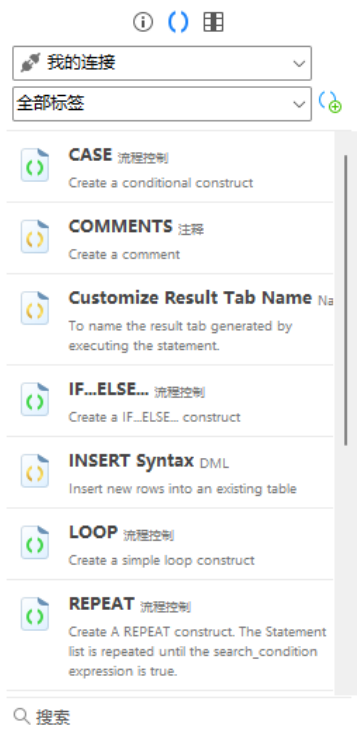 我的连接
全部标签
CASE 流程控制
Create a conditional construct
COMMENTS 注释
Create a comment
Customize Result Tab Name Na
To name the result tab generated by
executing the statement.
IF...ELSE... 流程控制
Create a IF...ELSE... construct
INSERT Syntax DML
Insert new rows into an existing table
LOOP 流程控制
Create a simple loop construct
REPEAT 流程控制
Create A REPEAT construct. The Statement
list is repeated until the search_condition
expression is true.
搜索